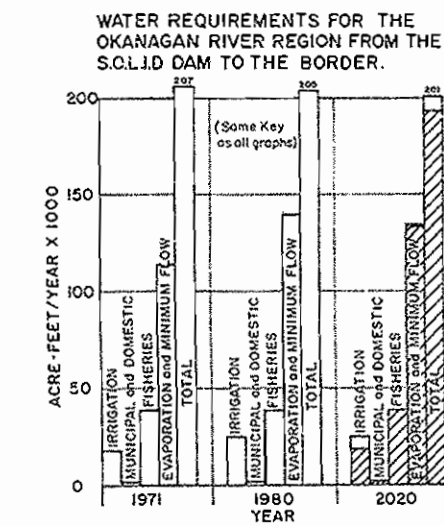 WATER REQUIREMENTS FOR THE
OKANAGAN RIVER REGION FROM THE
S.O.L.I.D DAM TO THE BORDER.
207
205
201
(Same Key
as all graphs)
200
150
100
50
0
ACRE-FEET/YEAR X 1000
IRRIGATION
MUNICIPAL and DOMESTIC
FISHERIES
EVAPORATION and MINIMUM FLOW
TOTAL
IRRIGATION
MUNICIPAL and DOMESTIC
FISHERIES
EVAPORATION and MINIMUM FLOW
TOTAL
IRRIGATION
MUNICIPAL and DOMESTIC
FISHERIES
EVAPORATION and MINIMUM FLOW
TOTAL
1971
1980
2020
YEAR